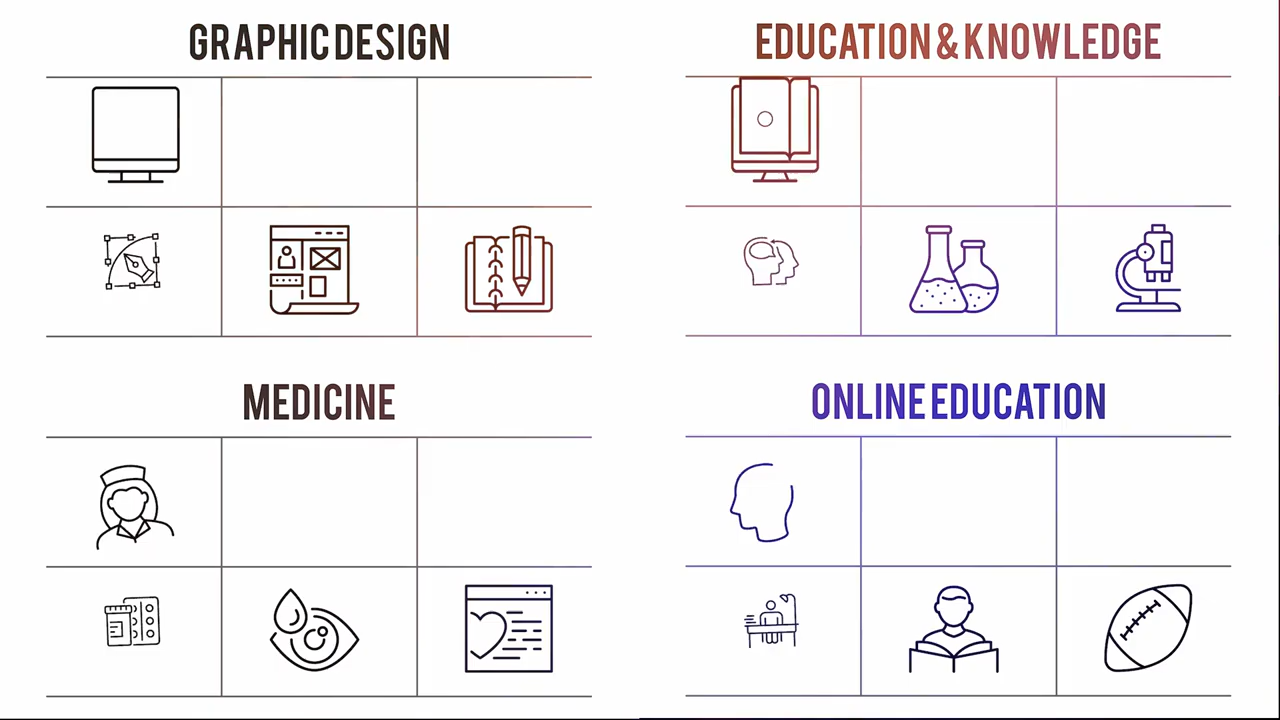 GRAPHIC DESIGN
EDUCATION & KNOWLEDGE
MEDICINE
ONLINE EDUCATION